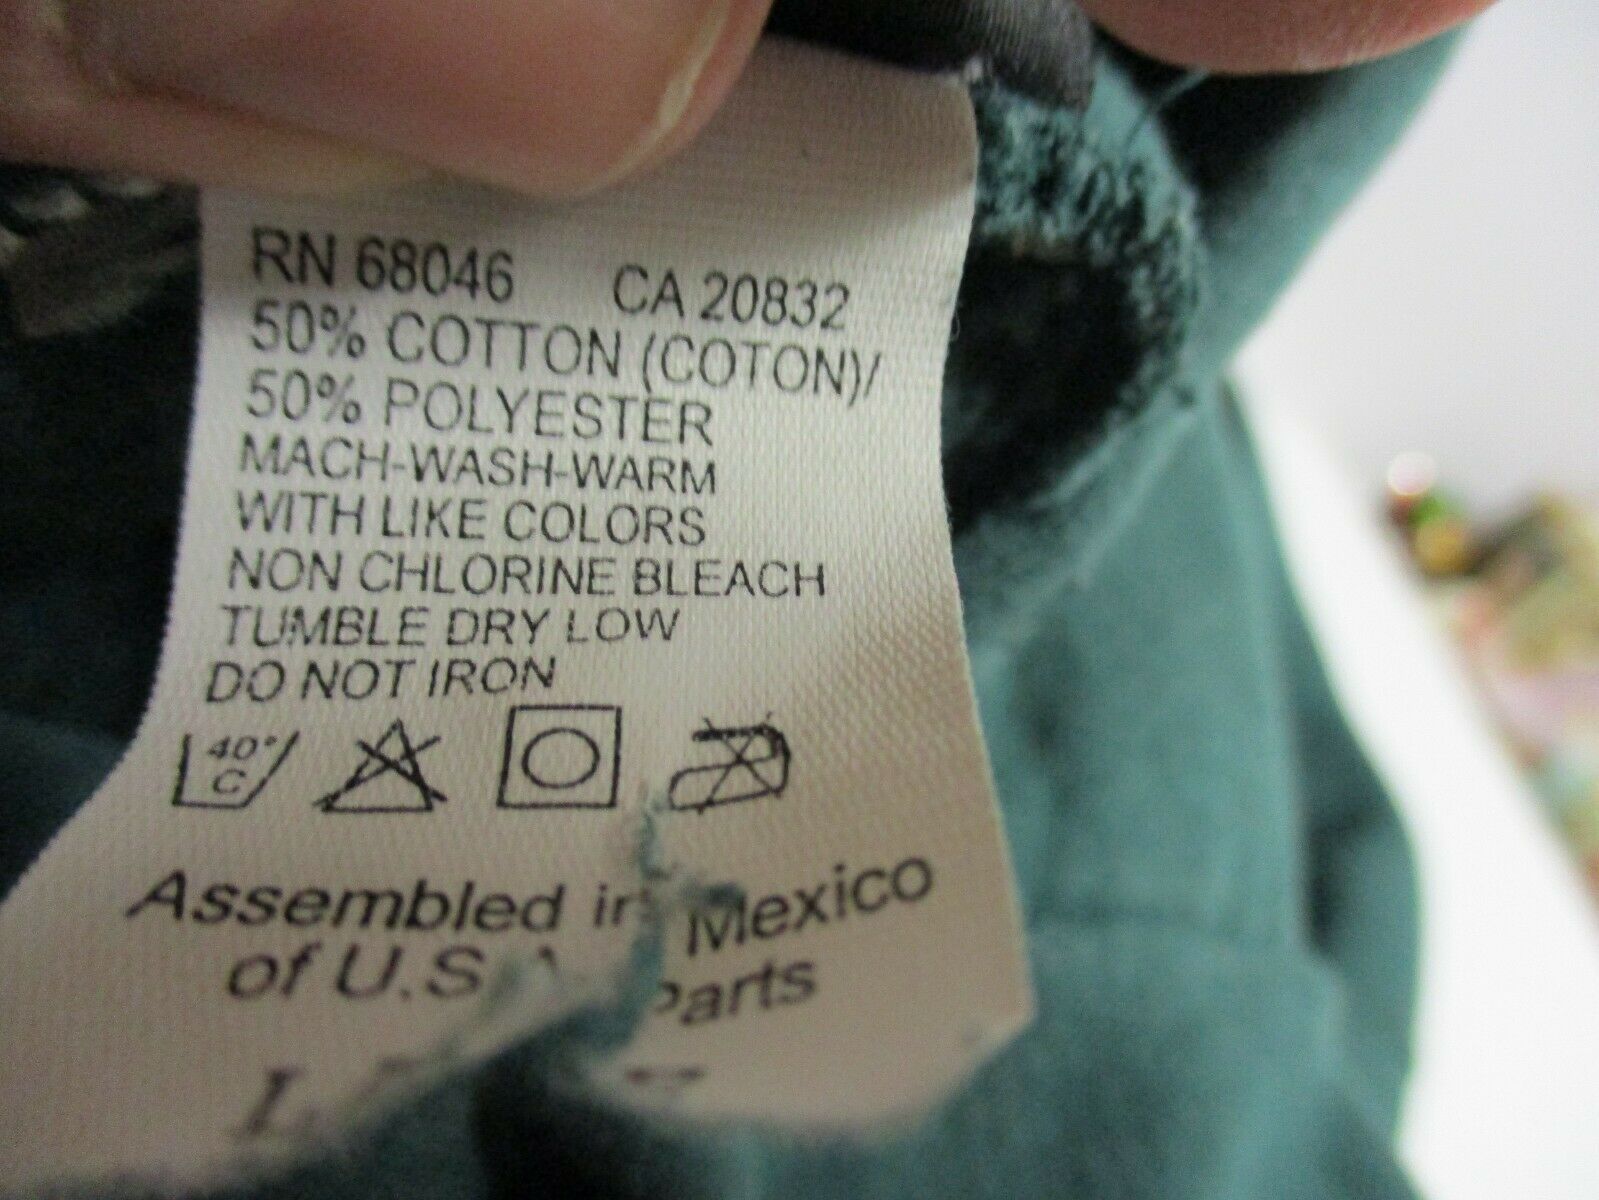 RN 68046 CA 20832
50% COTTON (COTON)/
50% POLYESTER
MACH-WASH-WARM
WITH LIKE COLORS
NON CHLORINE BLEACH
TUMBLE DRY LOW
DO NOT IRON
40°
C
Assembled in Mexico
of U.S. Parts